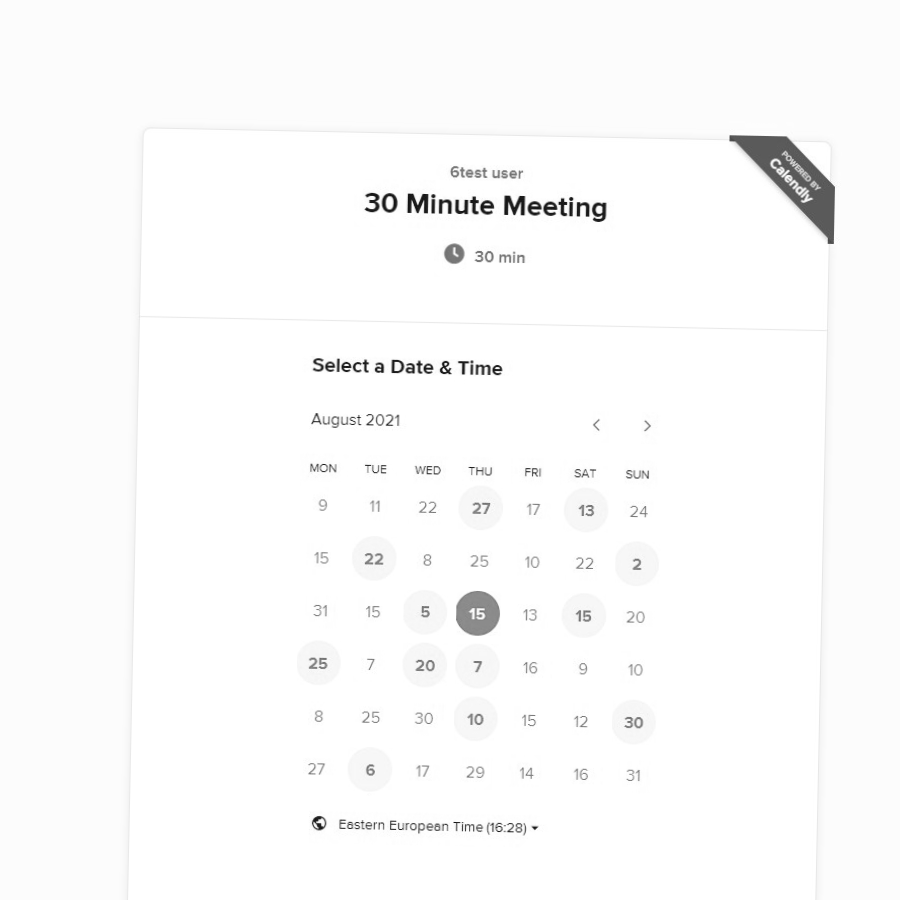 POWERED BY
Calendly
6test user
30 Minute Meeting
30 min
Select a Date & Time
August 2021
MON TUE WED THU FRI SAT SUN
9 11 22 27 17 13 24
15 22 8 25 10 22 2
31 15 5 15 13 15 20
25 7 20 7 16 9 10
8 25 30 10 15 12 30
27 6 17 29 14 16 31
Eastern European Time (16:28)